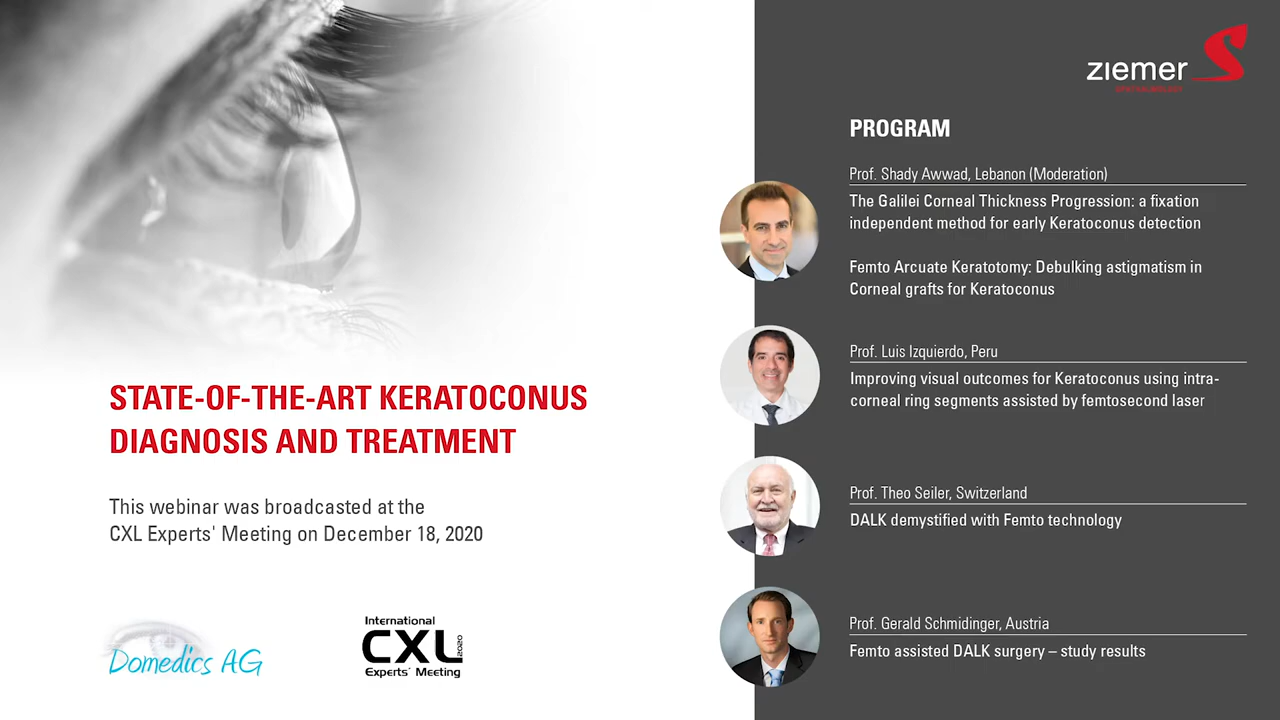 STATE-OF-THE-ART KERATOCONUS
DIAGNOSIS AND TREATMENT
This webinar was broadcasted at the
CXL Experts' Meeting on December 18, 2020
Domedics AG
International
CXL
2020
Experts' Meeting
ziemer
OPHTHALMOLOGY
PROGRAM
Prof. Shady Awwad, Lebanon (Moderation)
The Galilei Corneal Thickness Progression: a fixation
independent method for early Keratoconus detection
Femto Arcuate Keratotomy: Debulking astigmatism in
Corneal grafts for Keratoconus
Prof. Luis Izquierdo, Peru
Improving visual outcomes for Keratoconus using intra-
corneal ring segments assisted by femtosecond laser
Prof. Theo Seiler, Switzerland
DALK demystified with Femto technology
Prof. Gerald Schmidinger, Austria
Femto assisted DALK surgery – study results